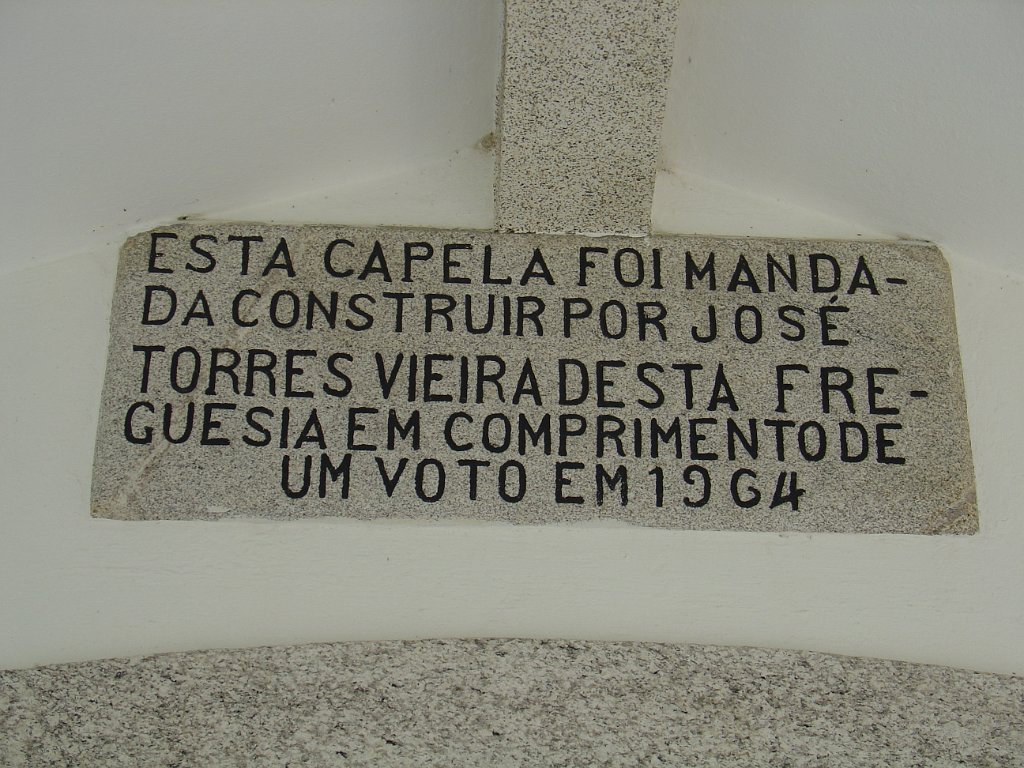 ESTA CAPELA FOI MANDA-
DA CONSTRUIR POR JOSÉ
TORRES VIEIRA DESTA FRE-
GUESIA EM COMPRIMENTO DE
UM VOTO EM 1964